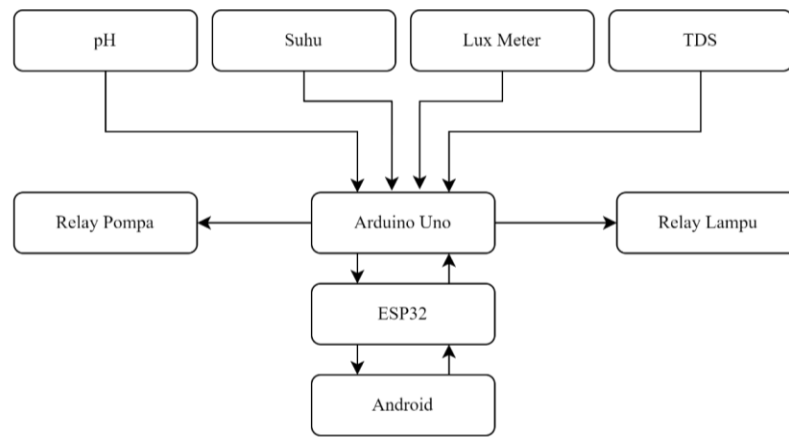 pH
Suhu
Lux Meter
TDS
Relay Pompa
Arduino Uno
Relay Lampu
ESP32
Android